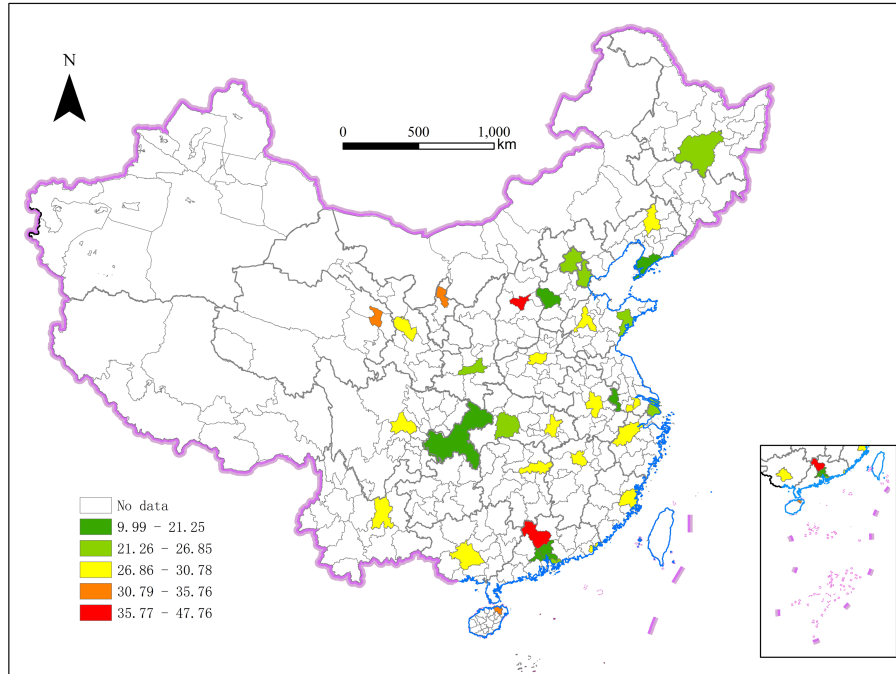 N
0 500 1,000
km
No data
9.99 - 21.25
21.26 - 26.85
26.86 - 30.78
30.79 - 35.76
35.77 - 47.76